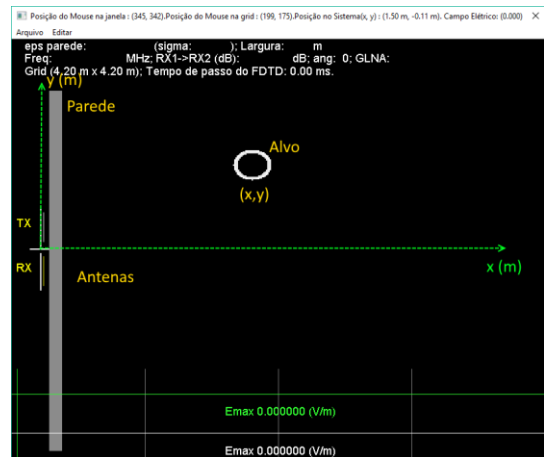 Posição do Mouse na janela : (345, 342).Posição do Mouse na grid : (199, 175).Posição no Sistema(x, y) : (1.50 m, -0.11 m). Campo Elétrico: (0.000)
Arquivo Editar
eps parede: (sigma: ); Largura: m
Freq: MHz; RX1->RX2 (dB): dB; ang: 0; GLNA:
Grid (4.20 m x 4.20 m); Tempo de passo do FDTD: 0.00 ms.
y (m)
Parede
Alvo
(x,y)
TX
RX
x (m)
Antenas
Emax 0.000000 (V/m)
Emax 0.000000 (V/m)